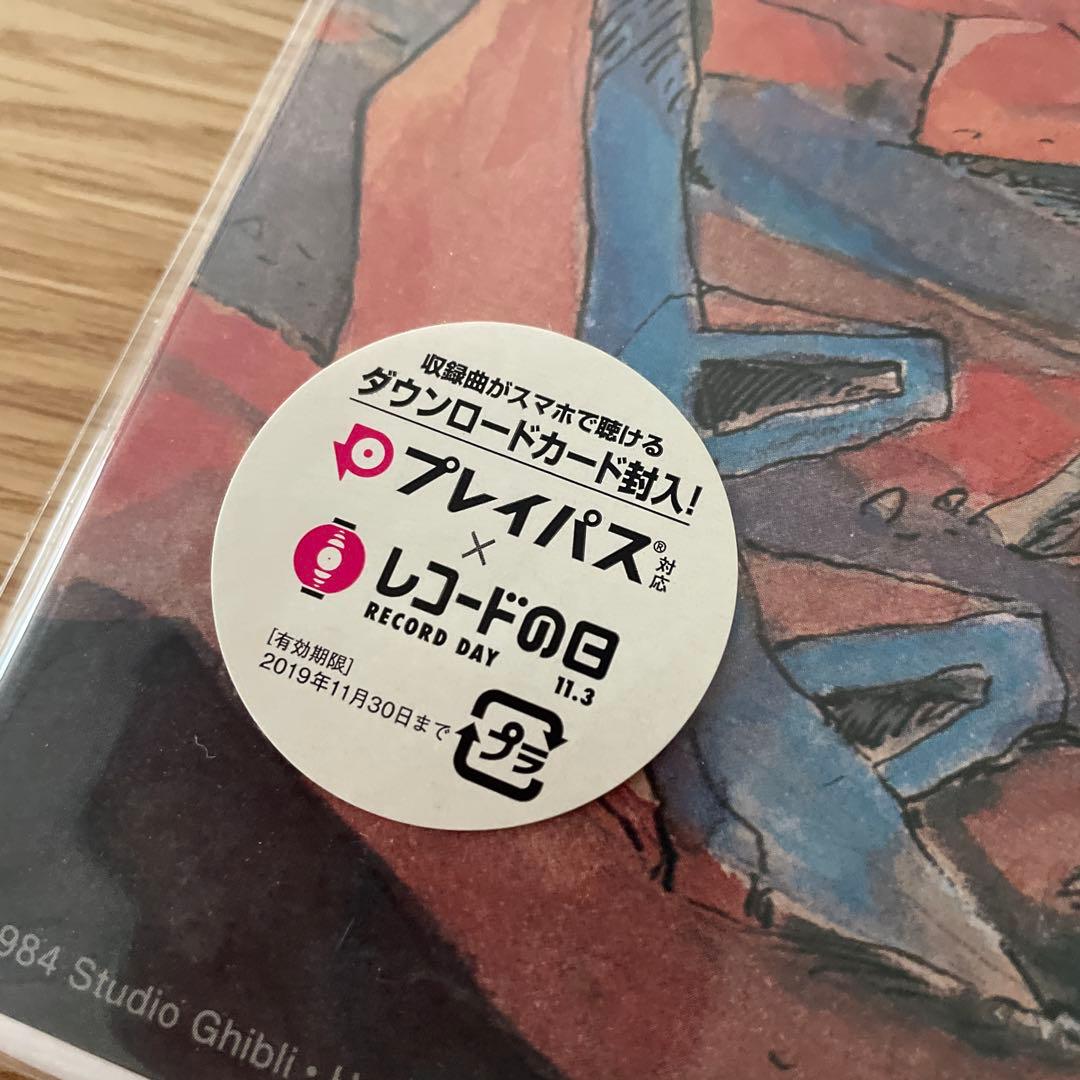 収録曲がスマホで聴ける
ダウンロードカード封入!
プレイパス®対応
×
レコードの日
RECORD DAY
11.3
[有効期限]
2019年11月30日まで
プラ
984 Studio Ghibli・